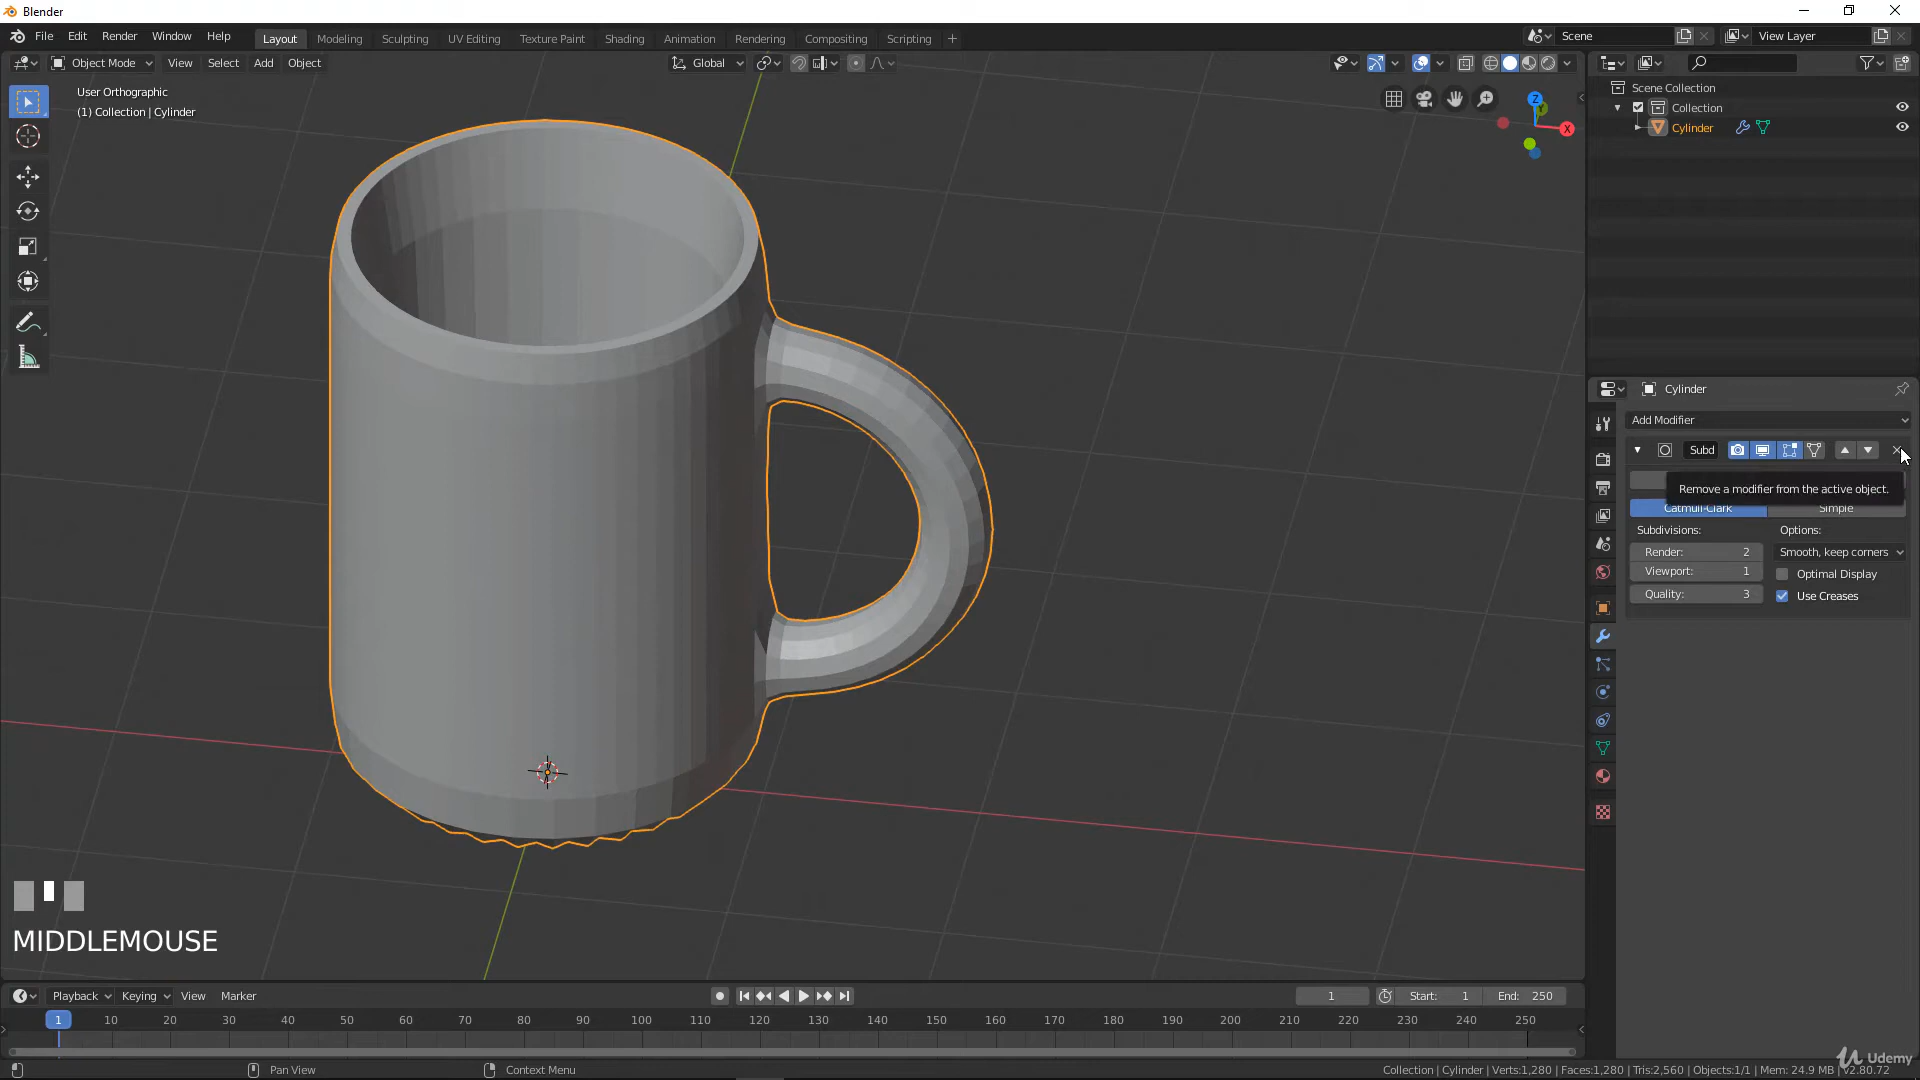 Blender
File Edit Render Window Help
Layout Modeling Sculpting UV Editing Texture Paint Shading Animation Rendering Compositing Scripting
Scene
View Layer
Object Mode View Select Add Object
Global
User Orthographic
(1) Collection | Cylinder
Z
X
Scene Collection
Collection
Cylinder
Cylinder
Add Modifier
Subd
Remove a modifier from the active object.
Catmull-Clark Simple
Subdivisions: Options:
Render: 2 Smooth, keep corners
Viewport: 1 Optimal Display
Quality: 3 Use Creases
MIDDLEMOUSE
Playback Keying View Marker
1 Start: 1 End: 250
1 10 20 30 40 50 60 70 80 90 100 110 120 130 140 150 160 170 180 190 200 210 220 230 240 250
Pan View Context Menu
Collection | Cylinder | Verts:1,280 | Faces:1,280 | Tris:2,560 | Objects:1/1 | Mem: 24.9 MB | v2.80.72
Udemy